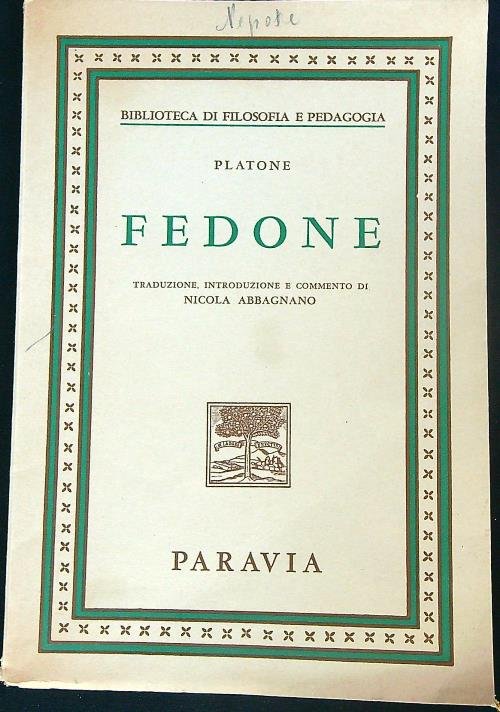 Nepote
BIBLIOTECA DI FILOSOFIA E PEDAGOGIA
PLATONE
FEDONE
TRADUZIONE, INTRODUZIONE E COMMENTO DI
NICOLA ABBAGNANO
PARAVIA